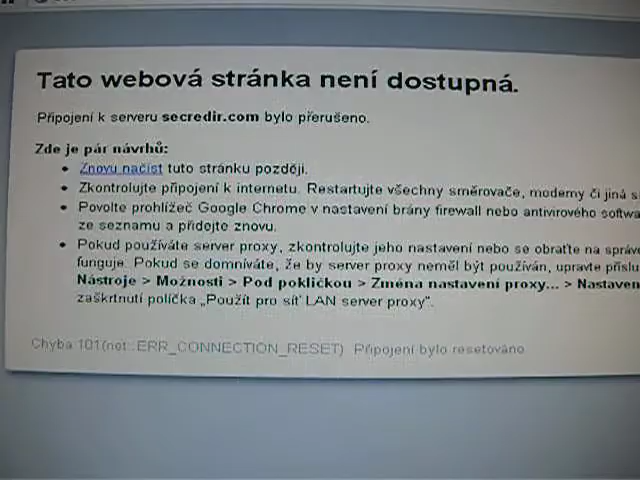 Tato webová stránka není dostupná.
Připojení k serveru secredir.com bylo přerušeno.
Zde je pár návrhů:
Znovu načíst tuto stránku později.
Zkontrolujte připojení k internetu. Restartujte všechny směrovače, modemy či jiná
Povolte prohlížeč Google Chrome v nastavení brány firewall nebo antivirového
ze seznamu a přidejte znovu.
Pokud používáte server proxy, zkontrolujte jeho nastavení nebo se obraťte na
funguje. Pokud se domníváte, že by server proxy neměl být používán, upravte
Nástroje > Možnosti > Pod pokličkou > Změna nastavení proxy... >
zaškrtnutí políčka „Použít pro síť LAN server proxy“.
Chyba 101(net::ERR_CONNECTION_RESET) Připojení bylo resetováno